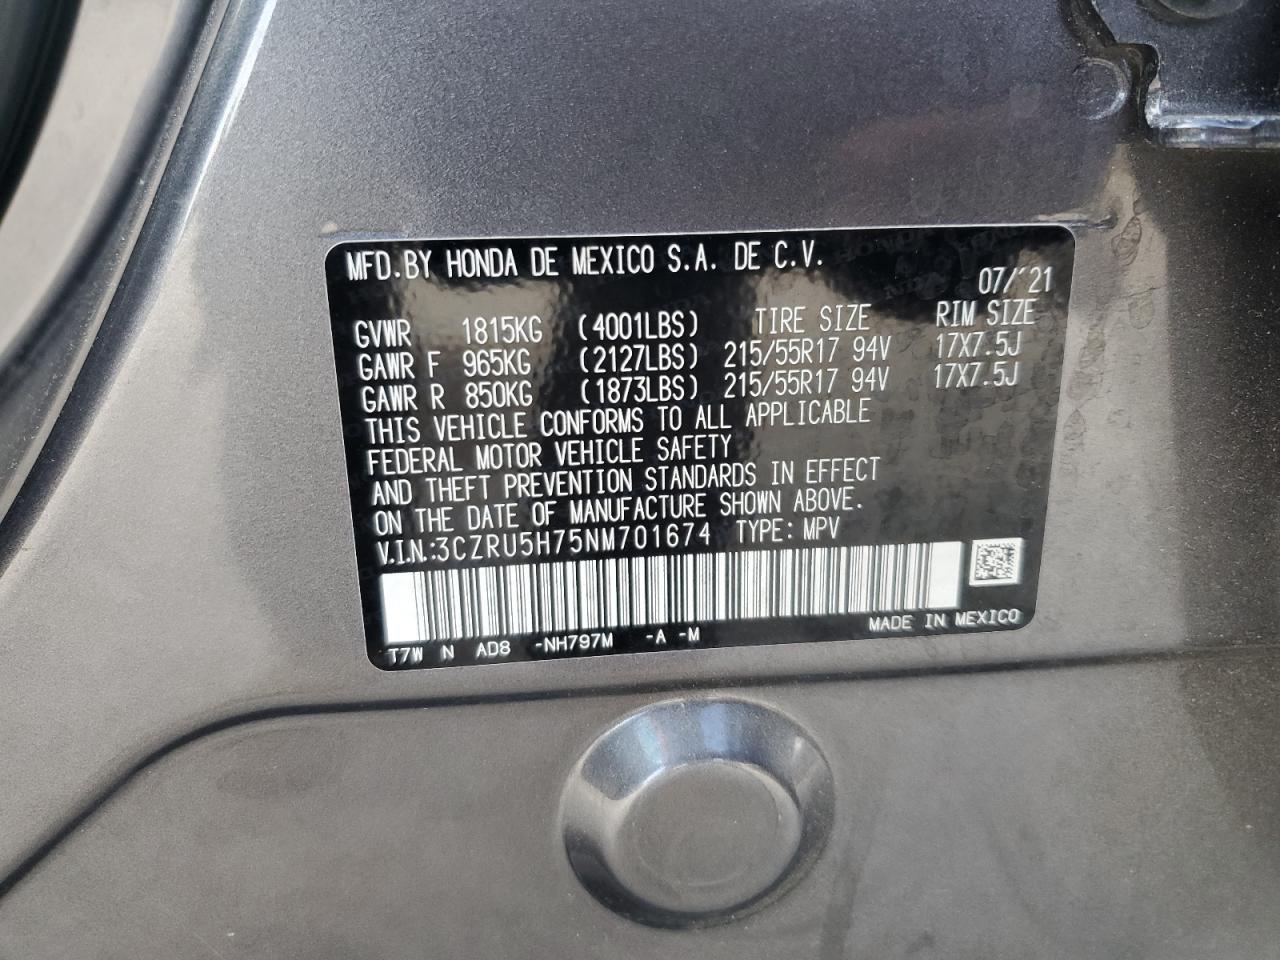 MFD.BY HONDA DE MEXICO S.A. DE C.V.
07/'21
GVWR 1815KG (4001LBS) TIRE SIZE RIM SIZE
GAWR F 965KG (2127LBS) 215/55R17 94V 17X7.5J
GAWR R 850KG (1873LBS) 215/55R17 94V 17X7.5J
THIS VEHICLE CONFORMS TO ALL APPLICABLE
FEDERAL MOTOR VEHICLE SAFETY
AND THEFT PREVENTION STANDARDS IN EFFECT
ON THE DATE OF MANUFACTURE SHOWN ABOVE.
V.I.N.:3CZRU5H75NM701674 TYPE: MPV
MADE IN MEXICO
T7W N AD8 -NH797M -A -M